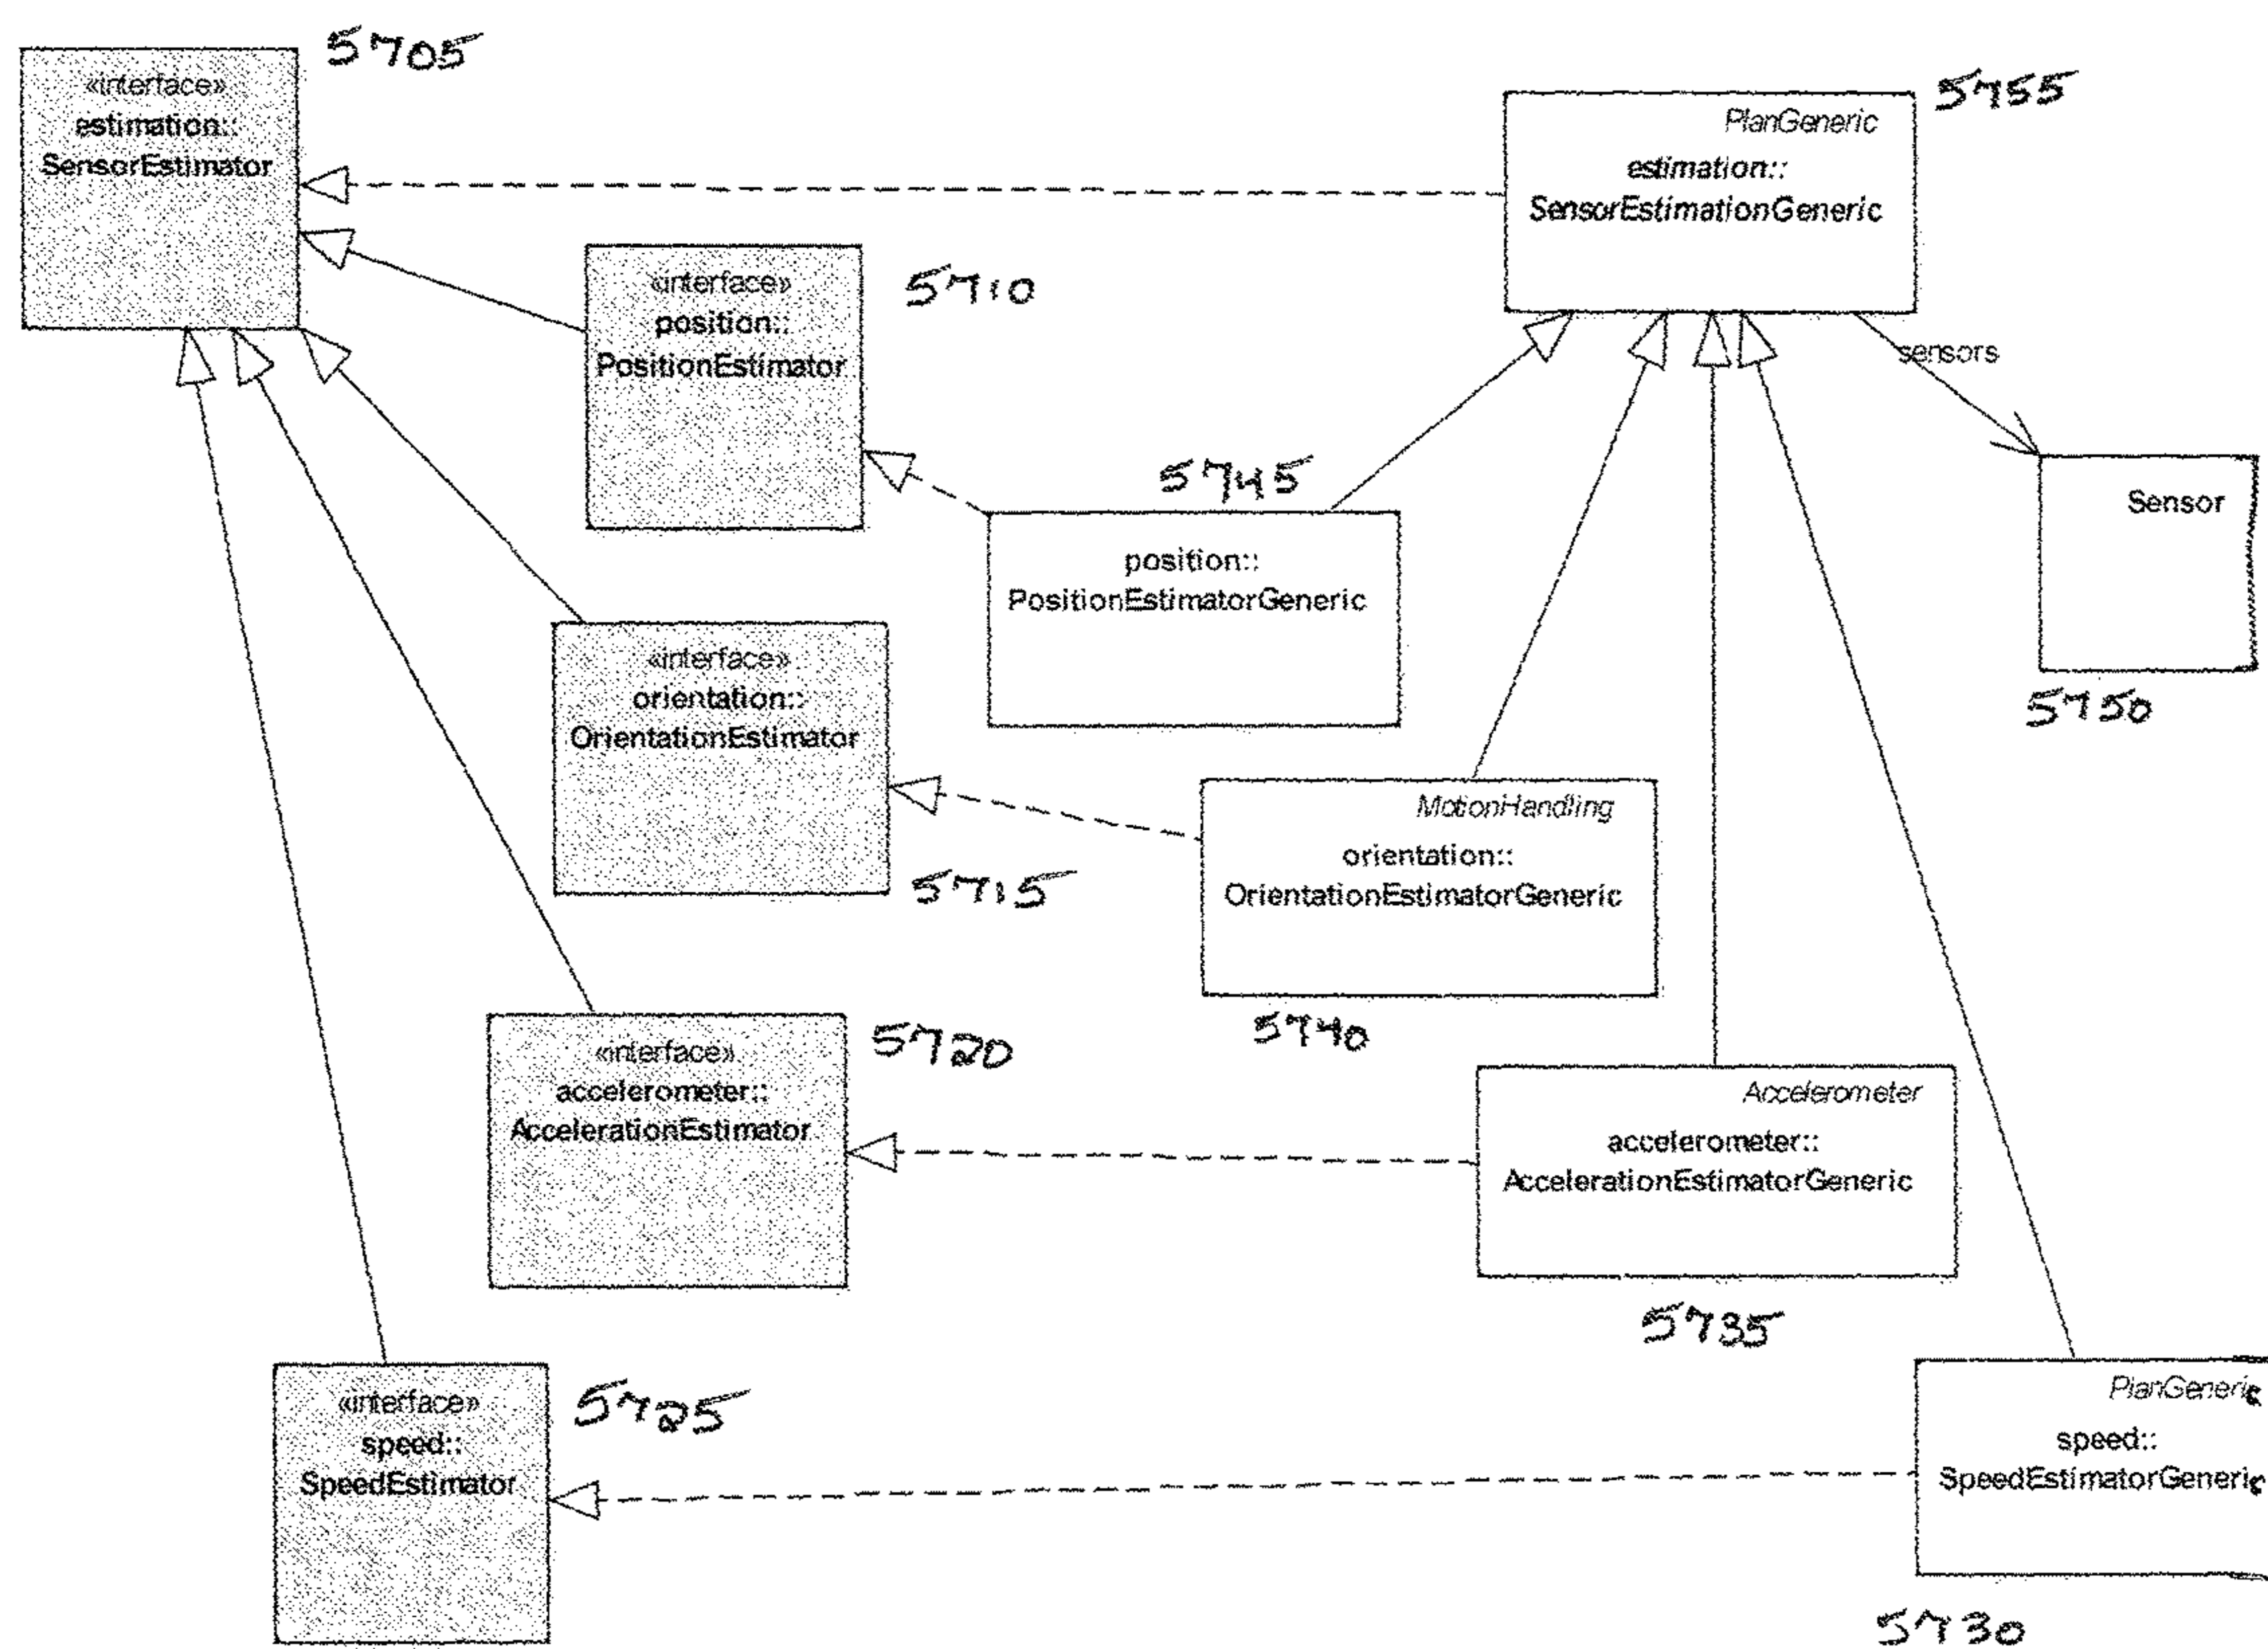 5705
«interface»
estimation::
SensorEstimator
5755
PlanGeneric
estimation::
SensorEstimationGeneric
5710
«interface»
position::
PositionEstimator
sensors
5745
position::
PositionEstimatorGeneric
Sensor
5750
«interface»
orientation::
OrientationEstimator
5715
MotionHandling
orientation::
OrientationEstimatorGeneric
5740
5720
«interface»
accelerometer::
AccelerationEstimator
Accelerometer
accelerometer::
AccelerationEstimatorGeneric
5735
5725
«interface»
speed::
SpeedEstimator
PlanGeneric
speed::
SpeedEstimatorGeneric
5730